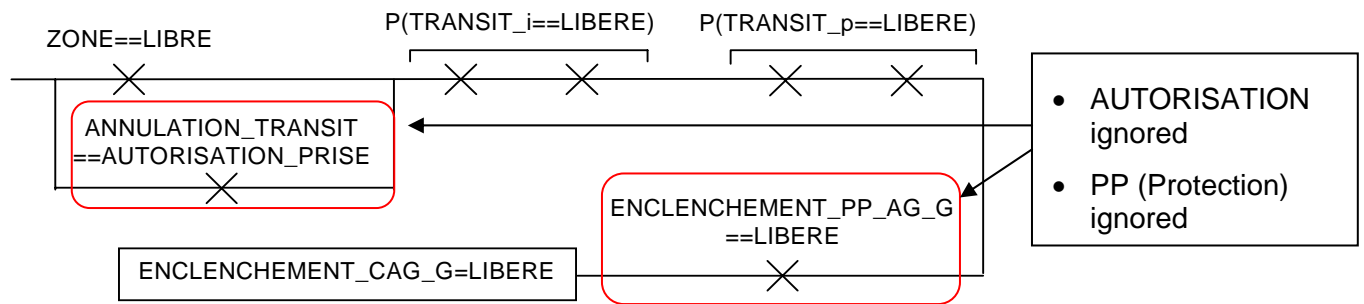 P(TRANSIT_i==LIBERE)
P(TRANSIT_p==LIBERE)
ZONE==LIBRE
ANNULATION_TRANSIT
==AUTORISATION_PRISE
• AUTORISATION
ignored
• PP (Protection)
ignored
ENCLENCHEMENT_PP_AG_G
==LIBERE
ENCLENCHEMENT_CAG_G=LIBERE